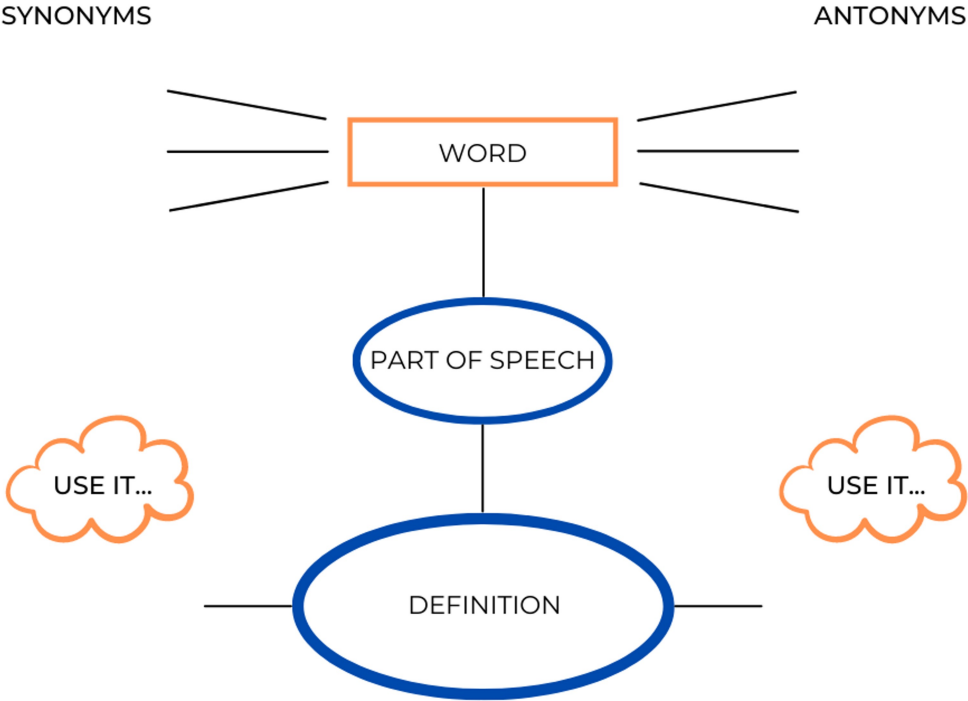 SYNONYMS
ANTONYMS
WORD
PART OF SPEECH
USE IT...
USE IT...
DEFINITION